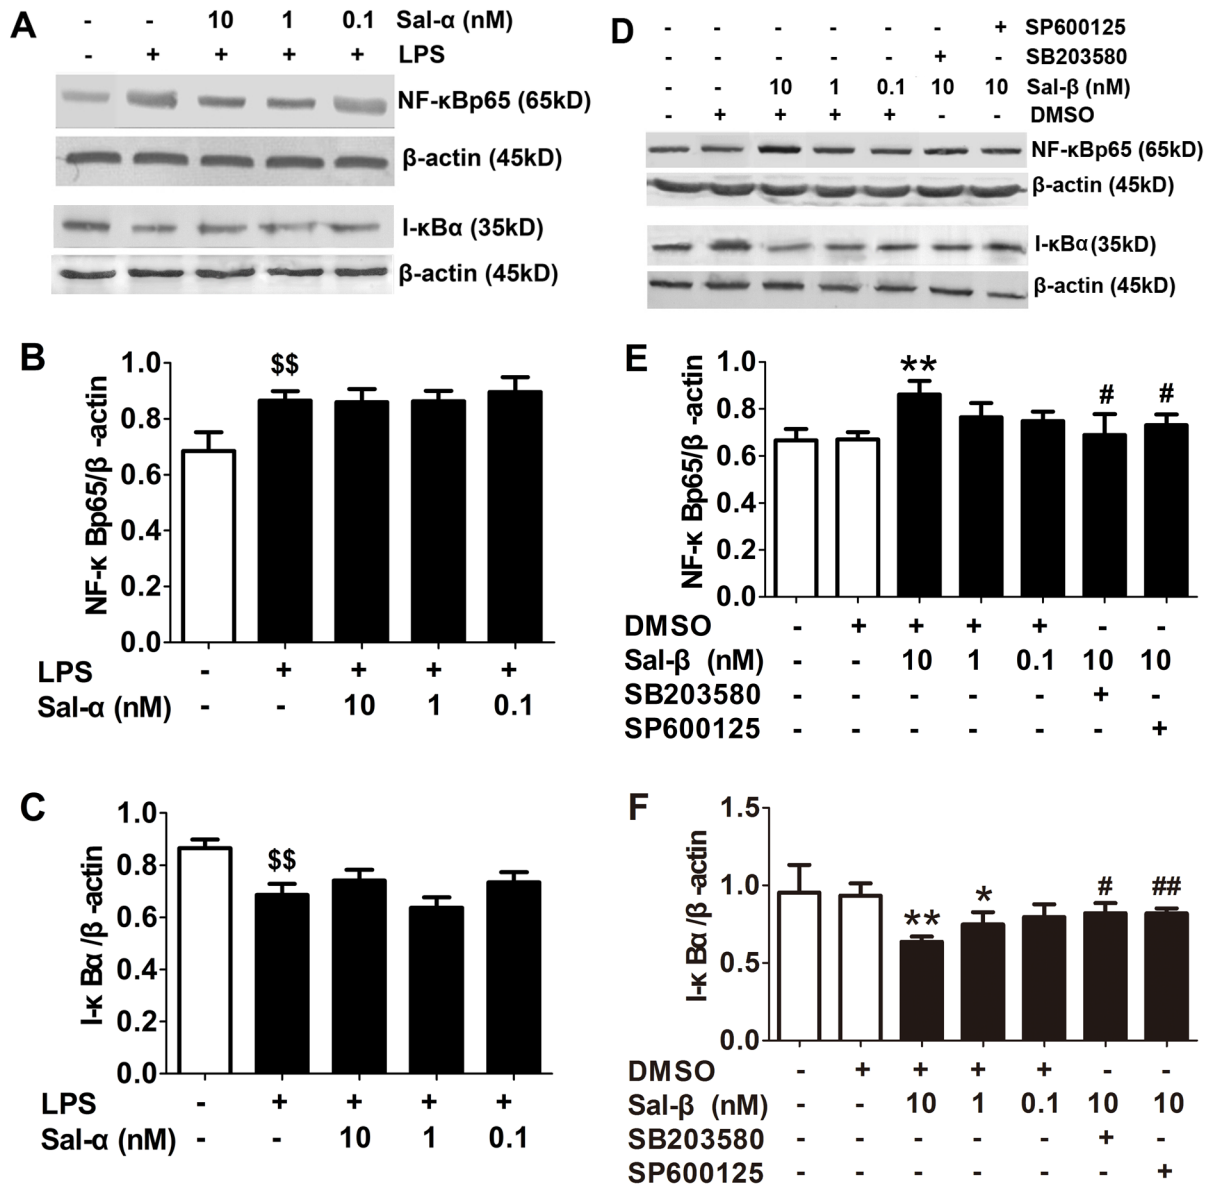 A
- - 10 1 0.1 Sal-α (nM)
- + + + + LPS
NF-κBp65 (65kD)
β-actin (45kD)
I-κBα (35kD)
β-actin (45kD)
B
$$
1.0
0.8
0.6
0.4
0.2
0.0
NF-κ Bp65/β -actin
LPS - + + + +
Sal-α (nM) - - 10 1 0.1
C
$$
1.0
0.8
0.6
0.4
0.2
0.0
I-κ Bα /β -actin
LPS - + + + +
Sal-α (nM) - - 10 1 0.1
D
- - - - - - + SP600125
- - - - - + - SB203580
- - 10 1 0.1 10 10 Sal-β (nM)
- + + + + - - DMSO
NF-κBp65 (65kD)
β-actin (45kD)
I-κBα (35kD)
β-actin (45kD)
E
** # #
1.0
0.8
0.6
0.4
0.2
0.0
NF-κ Bp65/β -actin
DMSO - + + + + - -
Sal-β (nM) - - 10 1 0.1 10 10
SB203580 - - - - - + -
SP600125 - - - - - - +
F
** * # ##
1.5
1.0
0.5
0.0
I-κ Bα /β -actin
DMSO - + + + + - -
Sal-β (nM) - - 10 1 0.1 10 10
SB203580 - - - - - + -
SP600125 - - - - - - +